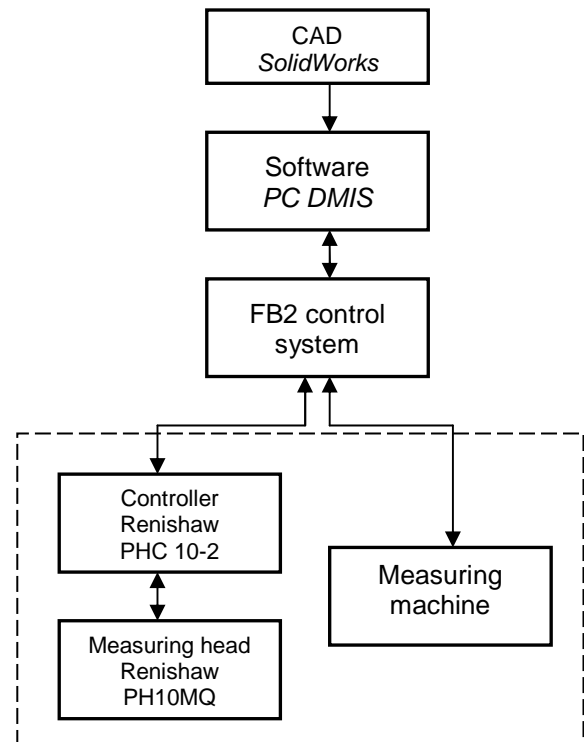 CAD
SolidWorks
Software
PC DMIS
FB2 control
system
Controller
Renishaw
PHC 10-2
Measuring head
Renishaw
PH10MQ
Measuring
machine